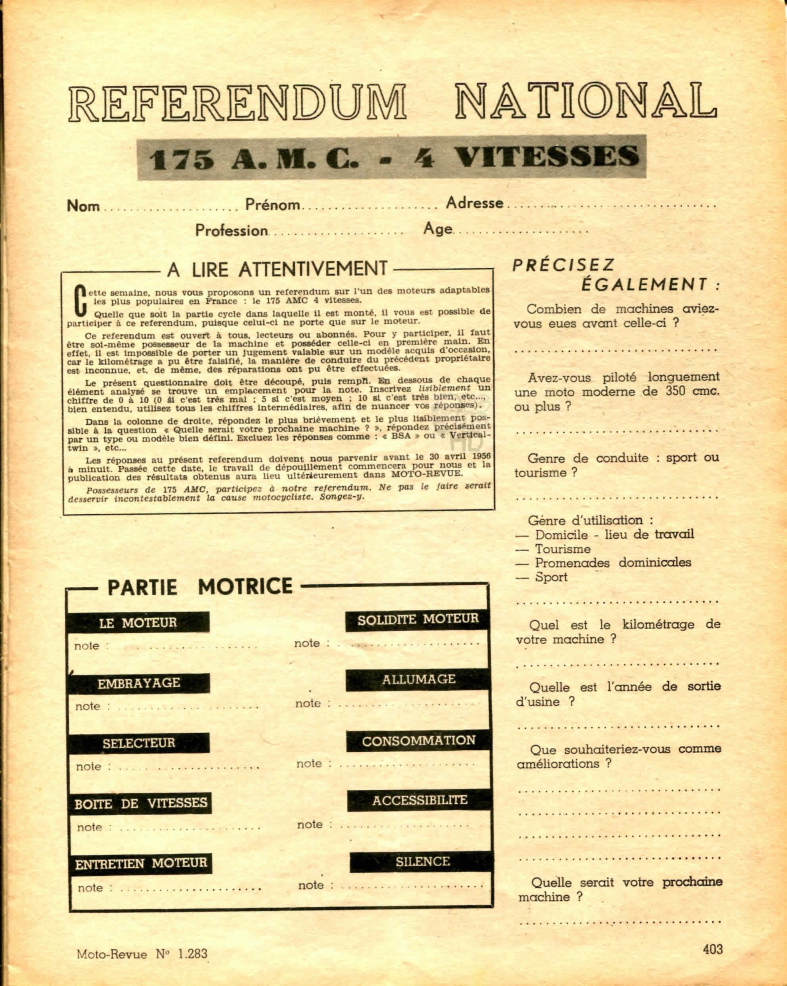 REFERENDUM NATIONAL
175 A.M.C. - 4 VITESSES
Nom.................... Prénom.................... Adresse..............................
Profession.................... Age....................
A LIRE ATTENTIVEMENT
Cette semaine, nous vous proposons un referendum sur l'un des moteurs adaptables
les plus populaires en France : le 175 AMC 4 vitesses.
Quelle que soit la partie cycle dans laquelle il est monté, il vous est possible de
participer à ce referendum, puisque celui-ci ne porte que sur le moteur.
Ce referendum est ouvert à tous, lecteurs ou abonnés. Pour y participer, il faut
être soi-même possesseur de la machine et posséder celle-ci en première main. En
effet, il est impossible de porter un jugement valable sur un modèle acquis d'occasion,
car le kilométrage a pu être falsifié, la manière de conduire du précédent propriétaire
est inconnue, et, de même, des réparations ont pu être effectuées.
Le présent questionnaire doit être découpé, puis rempli. En dessous de chaque
élément analysé se trouve un emplacement pour la note. Inscrivez lisiblement un
chiffre de 0 à 10 (0 si c'est très mal ; 5 si c'est moyen ; 10 si c'est très bien, etc...,
bien entendu, utilisez tous les chiffres intermédiaires, afin de nuancer vos réponses).
Dans la colonne de droite, répondez le plus brièvement et le plus lisiblement pos-
sible à la question « Quelle serait votre prochaine machine ? », répondez précisément
par un type ou modèle bien défini. Excluez les réponses comme : « BSA » ou « Vertical-
twin », etc...
Les réponses au présent referendum doivent nous parvenir avant le 30 avril 1956
à minuit. Passée cette date, le travail de dépouillement commencera pour nous et la
publication des résultats obtenus aura lieu ultérieurement dans MOTO-REVUE.
Possesseurs de 175 AMC, participez à notre referendum. Ne pas le faire serait
desservir incontestablement la cause motocycliste. Songez-y.
PARTIE MOTRICE
LE MOTEUR
note : ....................
EMBRAYAGE
note : ....................
SELECTEUR
note : ....................
BOITE DE VITESSES
note : ....................
ENTRETIEN MOTEUR
note : ....................
SOLIDITE MOTEUR
note : ....................
ALLUMAGE
note : ....................
CONSOMMATION
note : ....................
ACCESSIBILITE
note : ....................
SILENCE
note : ....................
PRÉCISEZ
ÉGALEMENT :
Combien de machines aviez-
vous eues avant celle-ci ?
..............................
Avez-vous piloté longuement
une moto moderne de 350 cmc.
ou plus ?
..............................
Genre de conduite : sport ou
tourisme ?
..............................
Genre d'utilisation :
— Domicile - lieu de travail
— Tourisme
— Promenades dominicales
— Sport
..............................
Quel est le kilométrage de
votre machine ?
..............................
Quelle est l'année de sortie
d'usine ?
..............................
Que souhaiteriez-vous comme
améliorations ?
..............................
..............................
..............................
..............................
Quelle serait votre prochaine
machine ?
..............................
Moto-Revue Nº 1.283
403